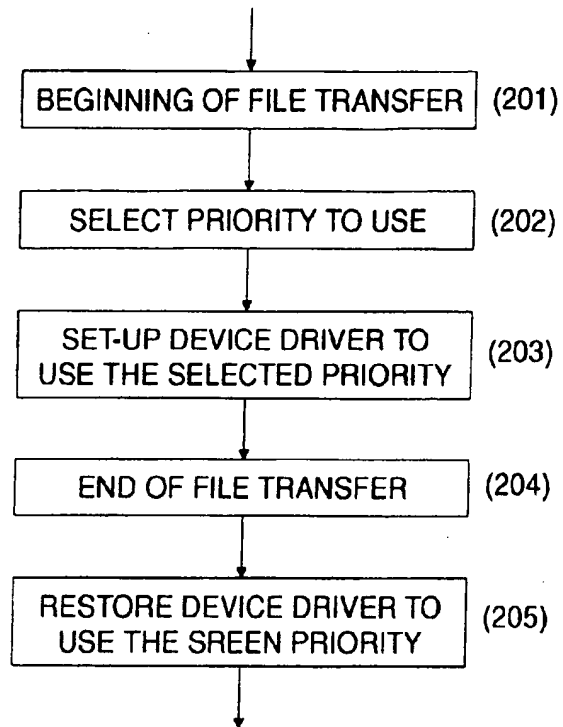 BEGINNING OF FILE TRANSFER (201)
SELECT PRIORITY TO USE (202)
SET-UP DEVICE DRIVER TO
USE THE SELECTED PRIORITY (203)
END OF FILE TRANSFER (204)
RESTORE DEVICE DRIVER TO
USE THE SREEN PRIORITY (205)